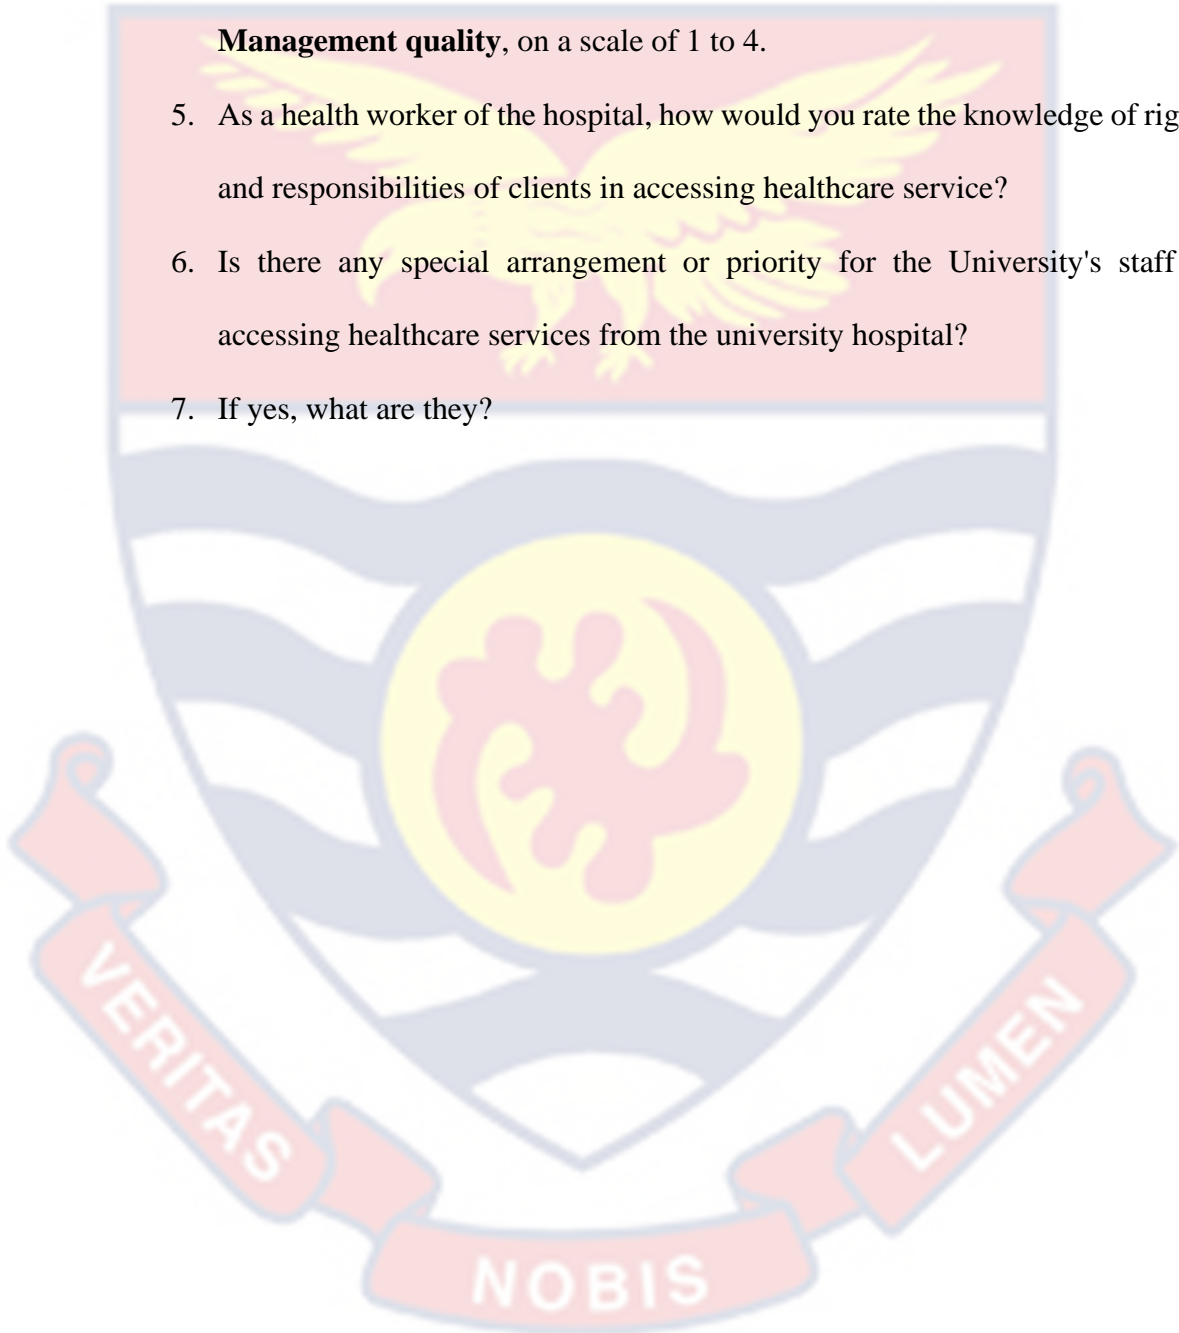 Management quality, on a scale of 1 to 4.
5. As a health worker of the hospital, how would you rate the knowledge of rig
and responsibilities of clients in accessing healthcare service?
6. Is there any special arrangement or priority for the University's staff
accessing healthcare services from the university hospital?
7. If yes, what are they?
VERITAS
NOBIS
LUMEN